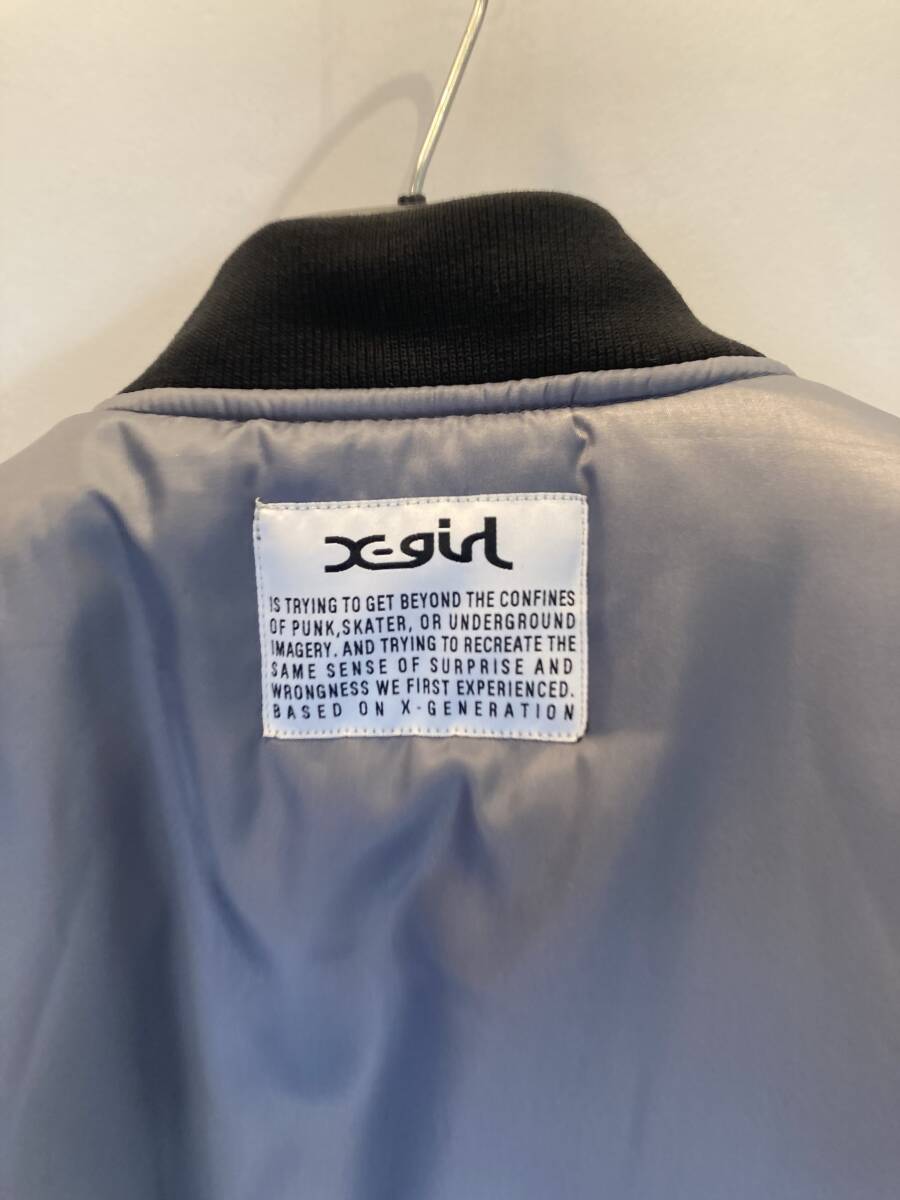 X-girl
IS TRYING TO GET BEYOND THE CONFINES
OF PUNK,SKATER, OR UNDERGROUND
IMAGERY. AND TRYING TO RECREATE THE
SAME SENSE OF SURPRISE AND
WRONGNESS WE FIRST EXPERIENCED.
BASED ON X-GENERATION